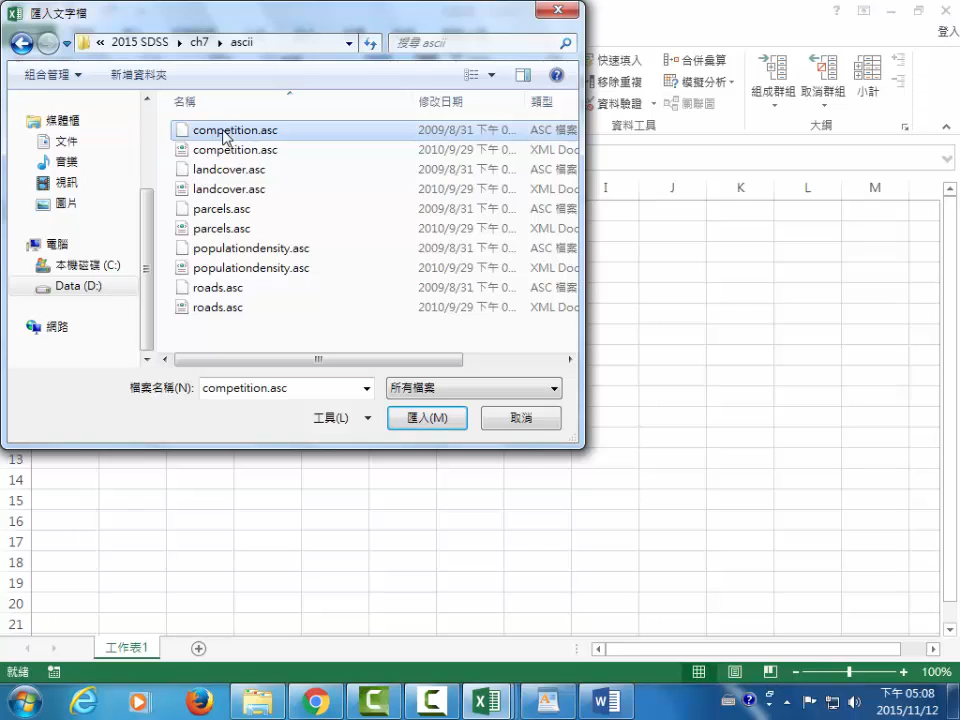 匯入文字檔
« 2015 SDSS ▸ ch7 ▸ ascii
搜尋 ascii
組合管理
新增資料夾
名稱
修改日期
類型
媒體櫃
文件
音樂
視訊
圖片
電腦
本機磁碟 (C:)
Data (D:)
網路
competition.asc 2009/8/31 下午 0... ASC 檔案
competition.asc 2010/9/29 下午 0... XML Doc
landcover.asc 2009/8/31 下午 0... ASC 檔案
landcover.asc 2010/9/29 下午 0... XML Doc
parcels.asc 2009/8/31 下午 0... ASC 檔案
parcels.asc 2010/9/29 下午 0... XML Doc
populationdensity.asc 2009/8/31 下午 0... ASC 檔案
populationdensity.asc 2010/9/29 下午 0... XML Doc
roads.asc 2009/8/31 下午 0... ASC 檔案
roads.asc 2010/9/29 下午 0... XML Doc
檔案名稱(N): competition.asc
所有檔案
工具(L)
匯入(M)
取消
登入
快速填入
合併彙算
移除重複
模擬分析
資料驗證
關聯圖
資料工具
組成群組
取消群組
小計
大綱
I J K L M
13
14
15
16
17
18
19
20
21
工作表1
就緒
100%
下午 05:08
2015/11/12